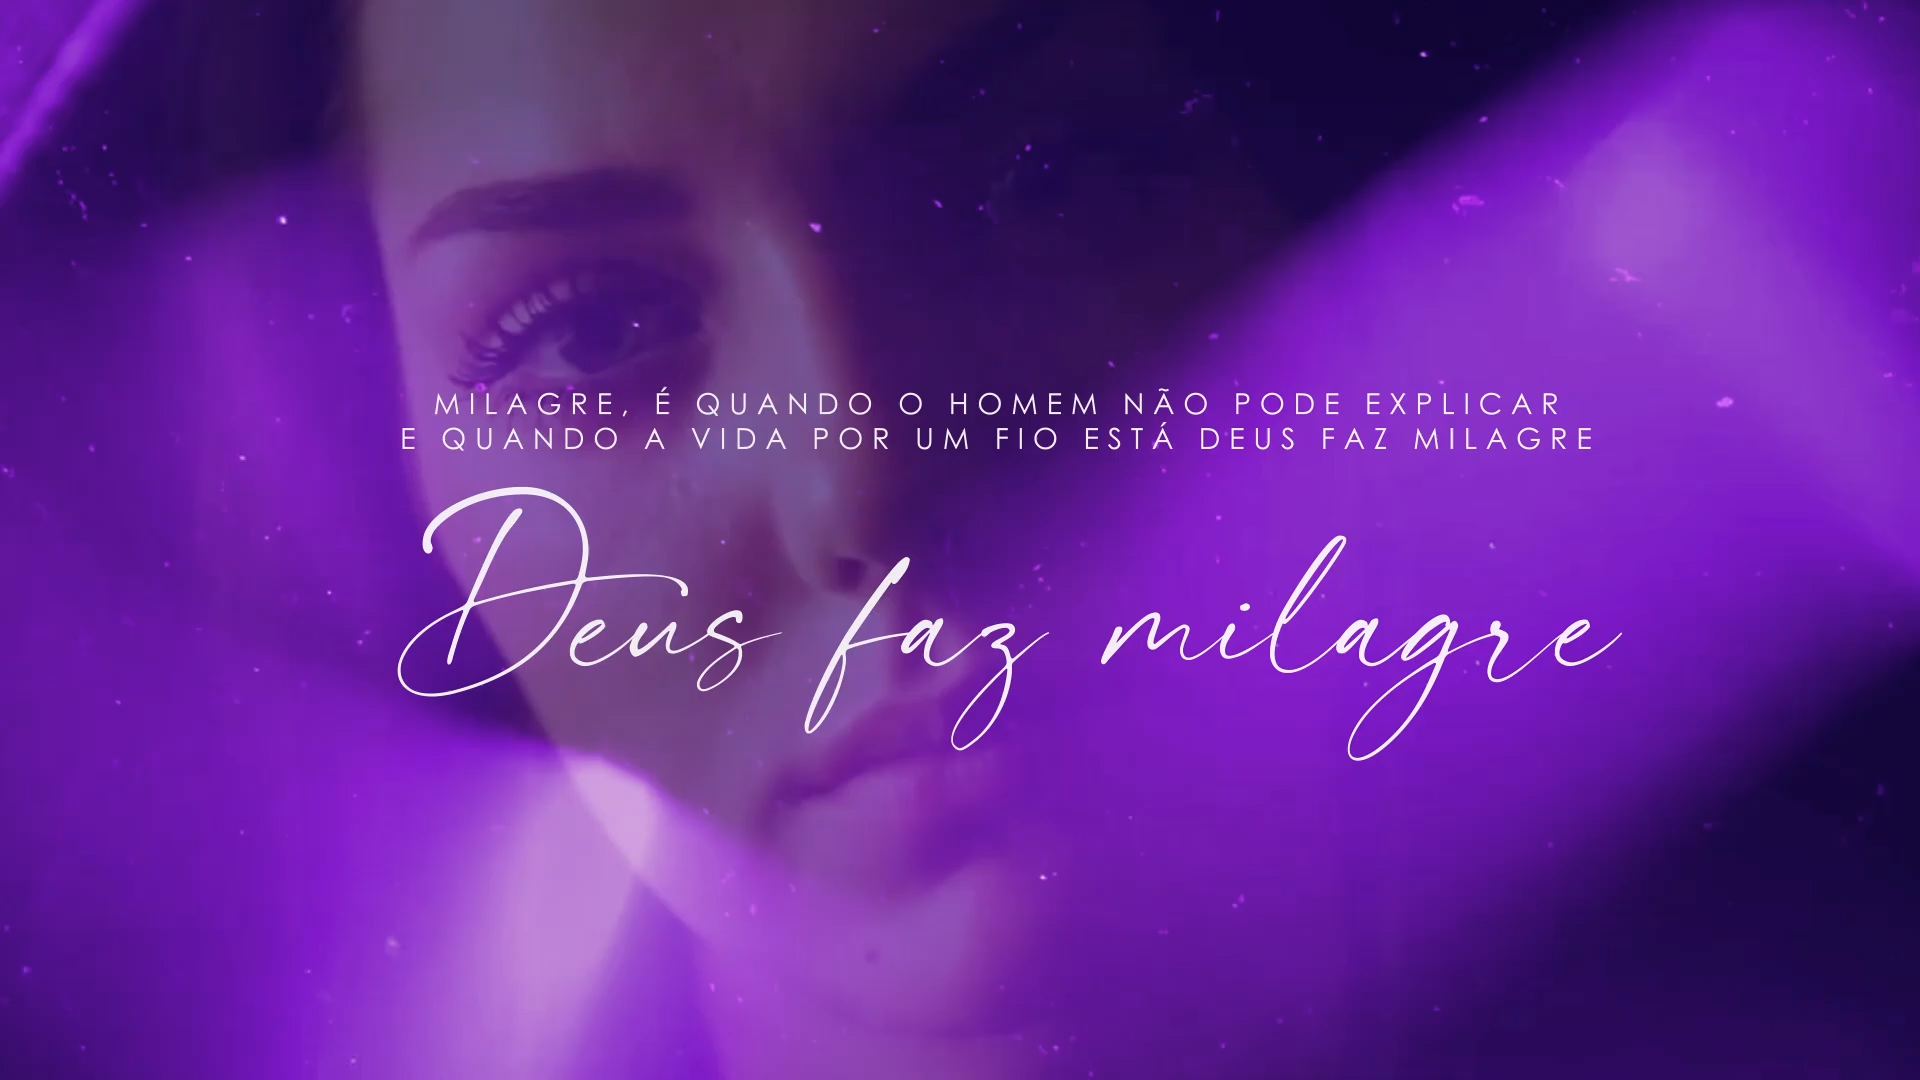 MILAGRE, É QUANDO O HOMEM NÃO PODE EXPLICAR
E QUANDO A VIDA POR UM FIO ESTÁ DEUS FAZ MILAGRE
Deus faz milagre